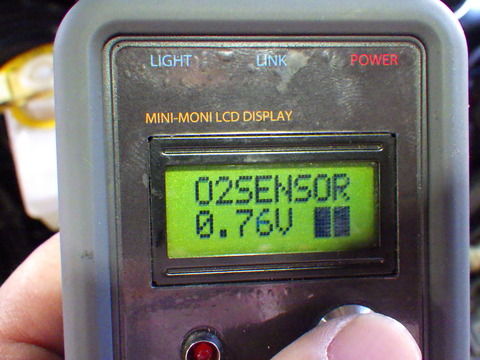 LIGHT LINK POWER
MINI-MONI LCD DISPLAY
O2SENSOR
0.76V